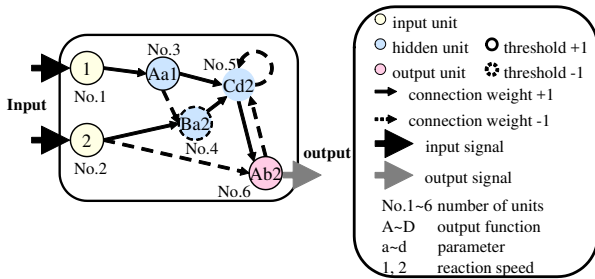 No.3
No.5
1
Aa1
Cd2
No.1
Input
Ba2
2
No.4
No.2
Ab2
output
No.6
input unit
hidden unit
threshold +1
output unit
threshold -1
connection weight +1
connection weight -1
input signal
output signal
No.1~6 number of units
A~D output function
a~d parameter
1, 2 reaction speed